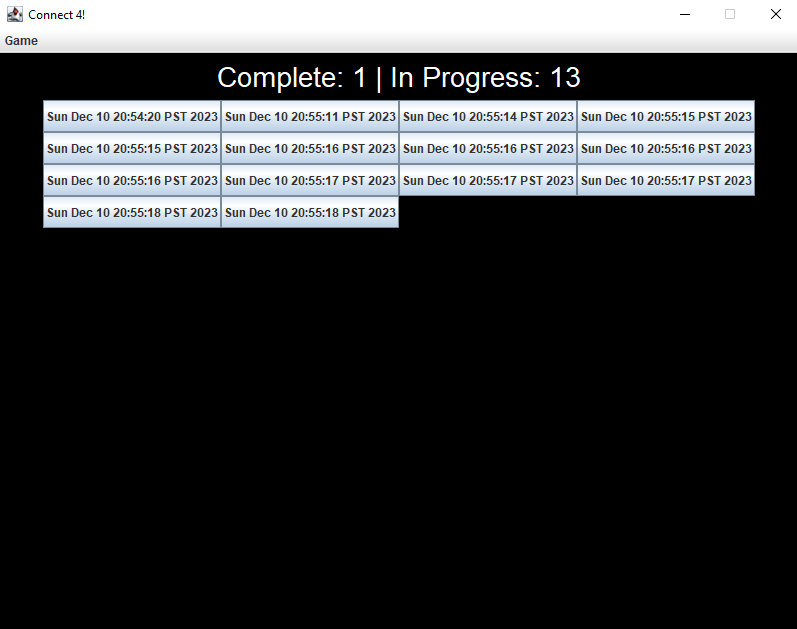 Connect 4!
Game
Complete: 1 | In Progress: 13
Sun Dec 10 20:54:20 PST 2023 Sun Dec 10 20:55:11 PST 2023 Sun Dec 10 20:55:14 PST 2023 Sun Dec 10 20:55:15 PST 2023
Sun Dec 10 20:55:15 PST 2023 Sun Dec 10 20:55:16 PST 2023 Sun Dec 10 20:55:16 PST 2023 Sun Dec 10 20:55:16 PST 2023
Sun Dec 10 20:55:16 PST 2023 Sun Dec 10 20:55:17 PST 2023 Sun Dec 10 20:55:17 PST 2023 Sun Dec 10 20:55:17 PST 2023
Sun Dec 10 20:55:18 PST 2023 Sun Dec 10 20:55:18 PST 2023